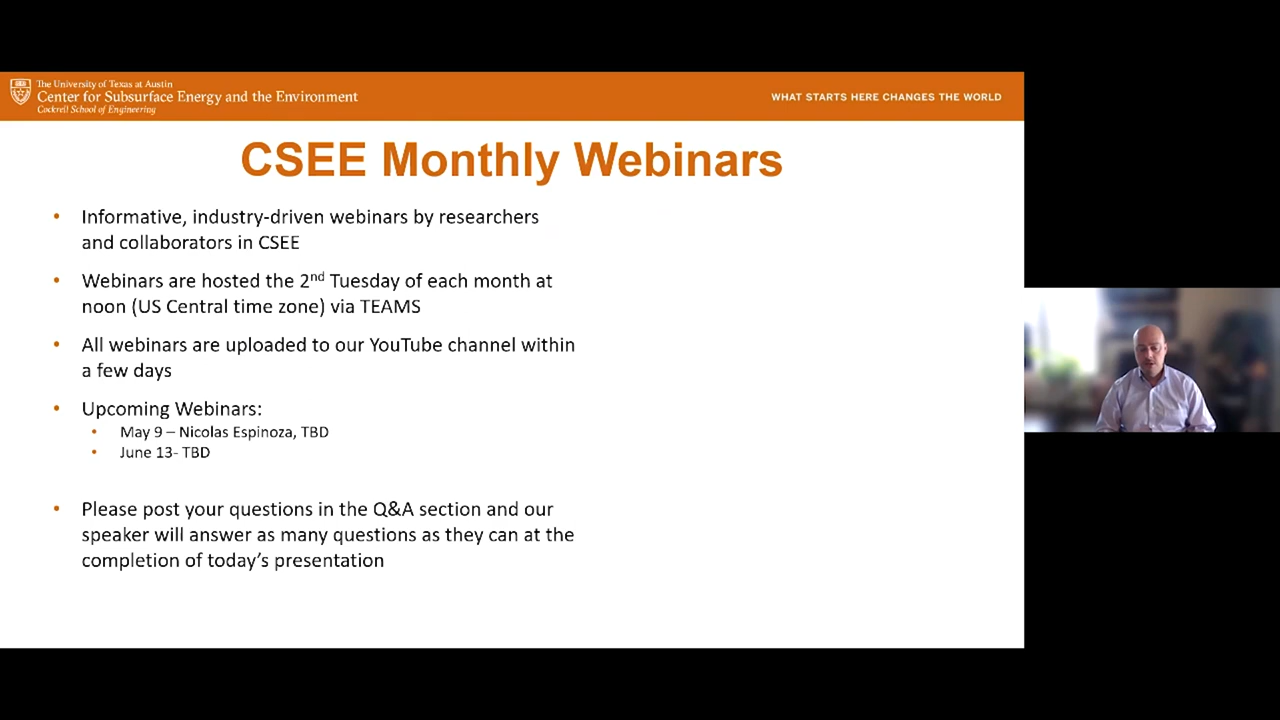 The University of Texas at Austin
Center for Subsurface Energy and the Environment
Cockrell School of Engineering
WHAT STARTS HERE CHANGES THE WORLD
CSEE Monthly Webinars
• Informative, industry-driven webinars by researchers
and collaborators in CSEE
• Webinars are hosted the 2nd Tuesday of each month at
noon (US Central time zone) via TEAMS
• All webinars are uploaded to our YouTube channel within
a few days
• Upcoming Webinars:
• May 9 – Nicolas Espinoza, TBD
• June 13- TBD
• Please post your questions in the Q&A section and our
speaker will answer as many questions as they can at the
completion of today's presentation